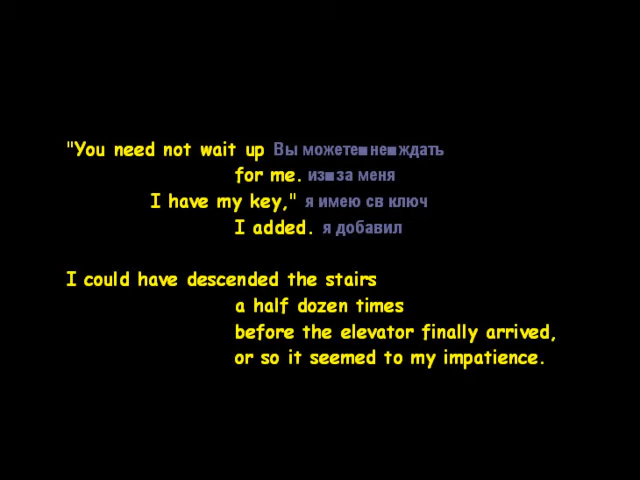 "You need not wait up Вы можете■не■ждать
for me. из■за меня
I have my key," я имею св ключ
I added. я добавил
I could have descended the stairs
a half dozen times
before the elevator finally arrived,
or so it seemed to my impatience.